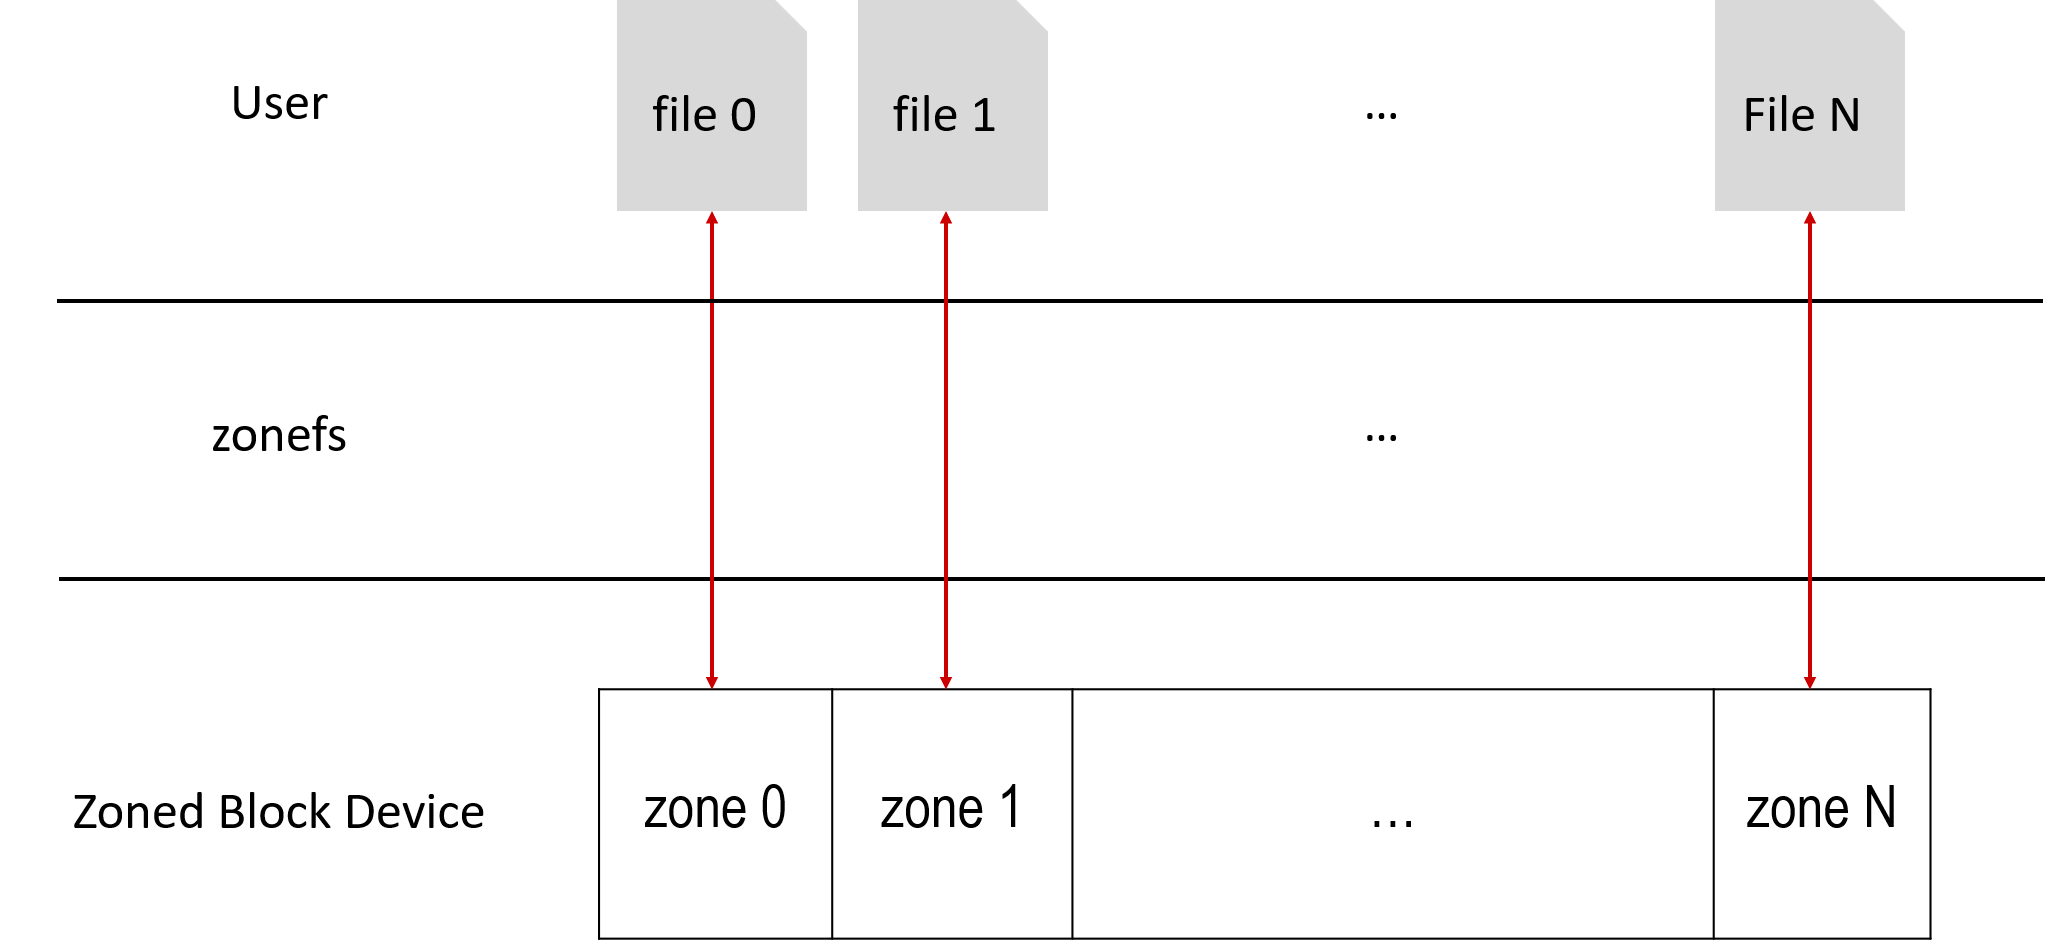 User
file 0
file 1
...
File N
zonefs
...
Zoned Block Device
zone 0
zone 1
...
zone N